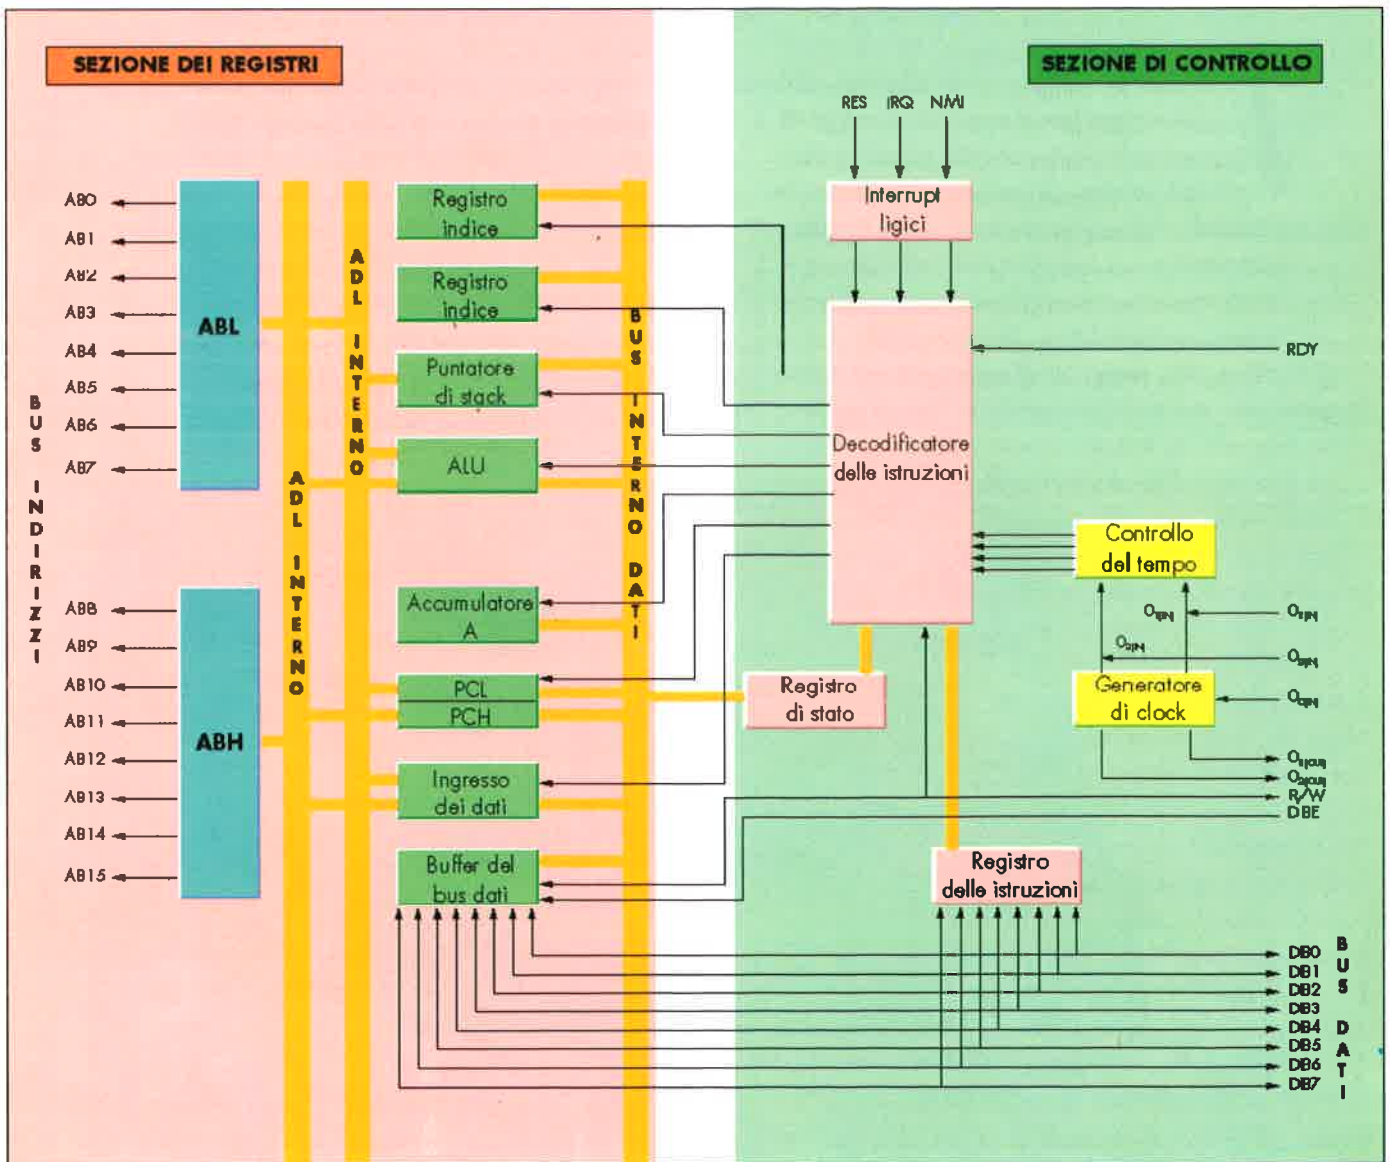 SEZIONE DEI REGISTRI
SEZIONE DI CONTROLLO
RES IRQ NMI
Interrupt
ligici
AB0
AB1
AB2
AB3
AB4
AB5
AB6
AB7
ABL
BUS INDIRIZZI
AB8
AB9
AB10
AB11
AB12
AB13
AB14
AB15
ABH
ADL INTERNO
ADL INTERNO
Registro
indice
Registro
indice
Puntatore
di stack
ALU
Accumulatore
A
PCL
PCH
Ingresso
dei dati
Buffer del
bus dati
BUS INTERNO DATI
Decodificatore
delle istruzioni
RDY
Controllo
del tempo
Generatore
di clock
Registro
di stato
Registro
delle istruzioni
R/W
DBE
DB0
DB1
DB2
DB3
DB4
DB5
DB6
DB7
BUS DATI